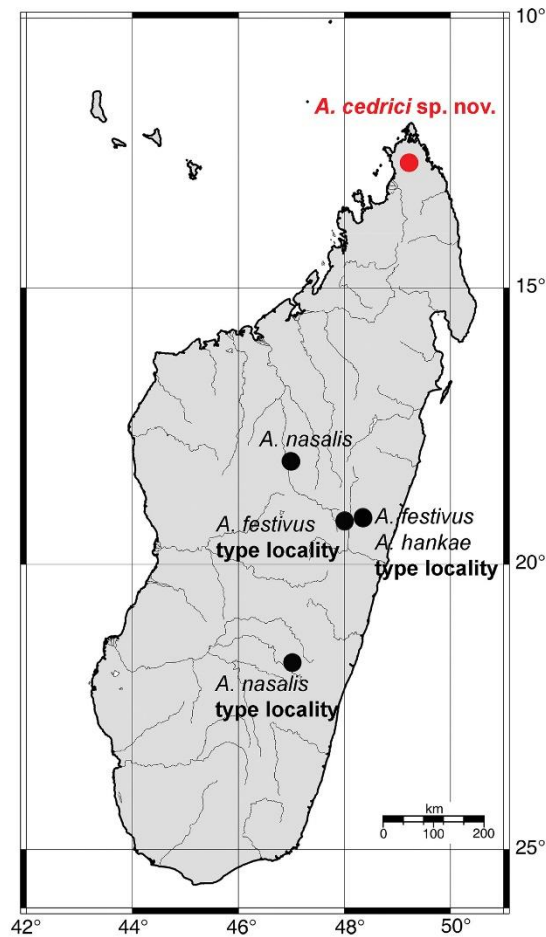 10°
A. cedrici sp. nov.
15°
A. nasalis
A. festivus
type locality
A. festivus
A. hankae
type locality
20°
A. nasalis
type locality
km
0 100 200
25°
42° 44° 46° 48° 50°